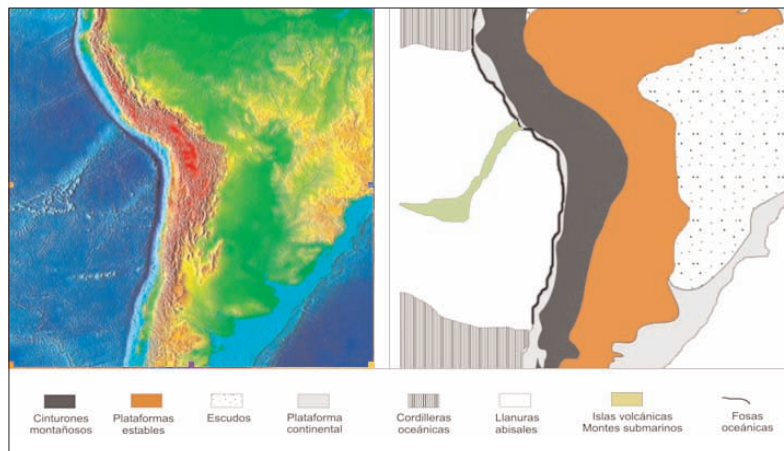 Cinturones
montañosos
Plataformas
estables
Escudos
Plataforma
continental
Cordilleras
oceánicas
Llanuras
abisales
Islas volcánicas
Montes submarinos
Fosas
oceánicas